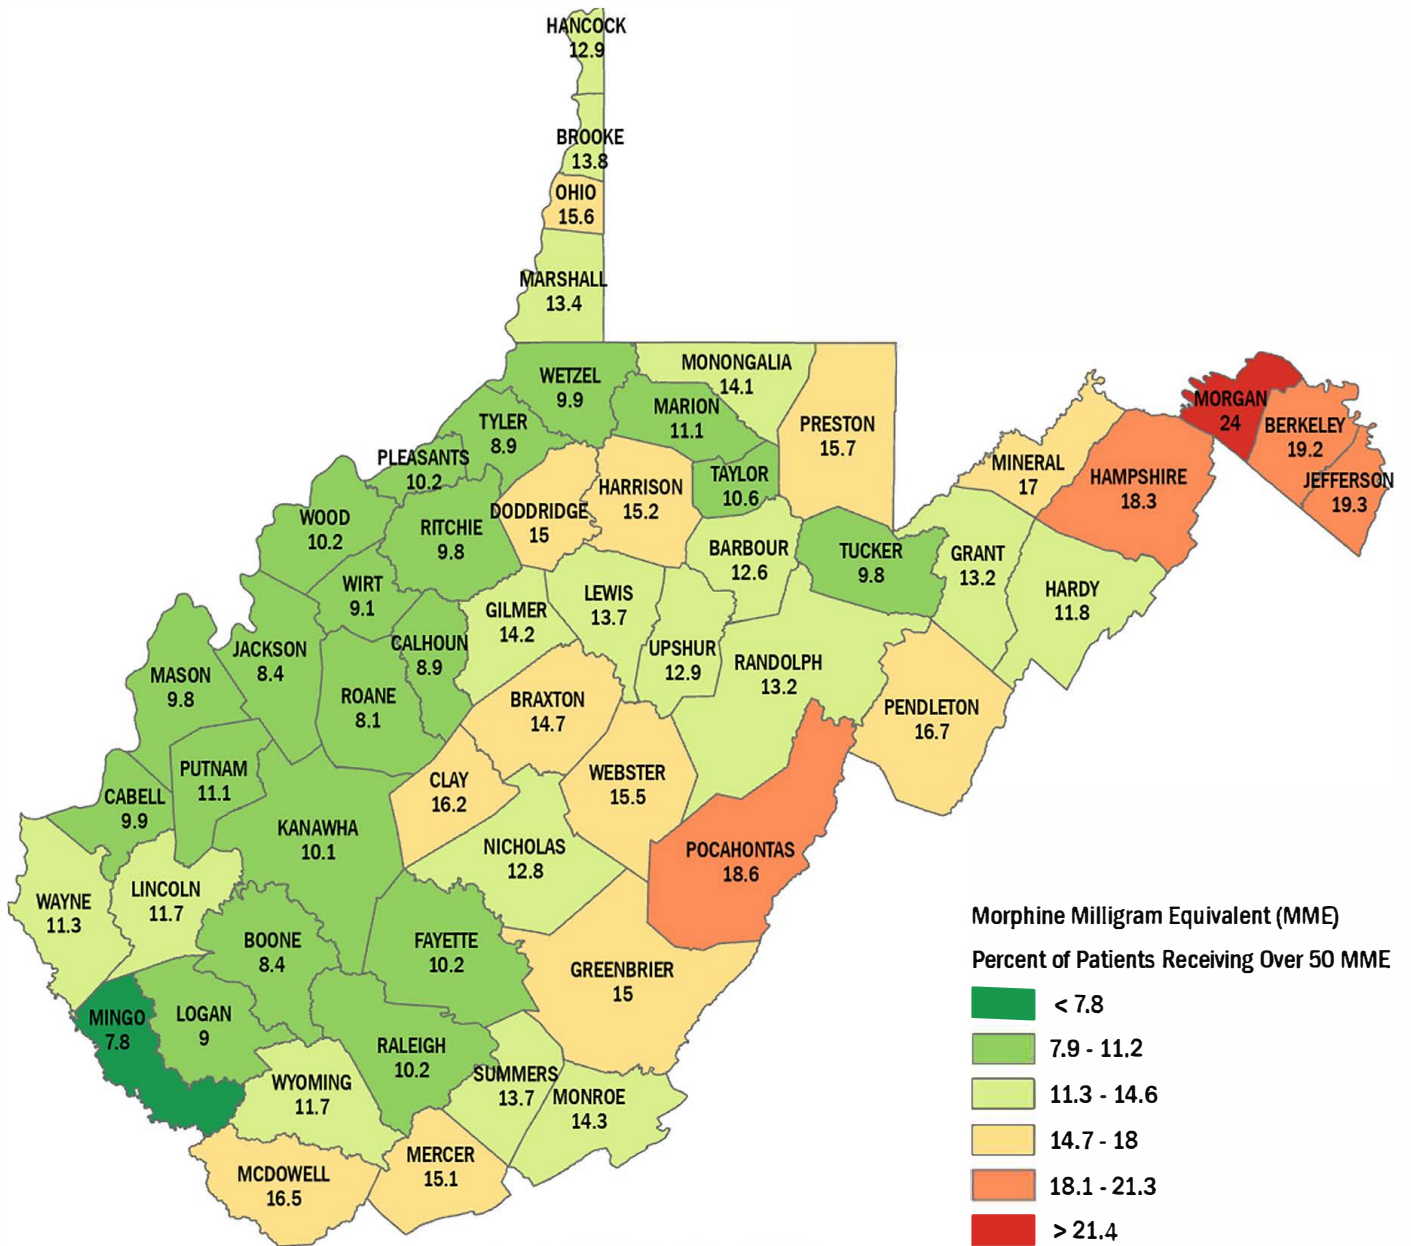 HANCOCK
12.9
BROOKE
13.8
OHIO
15.6
MARSHALL
13.4
WETZEL
9.9
MONONGALIA
14.1
MARION
11.1
PRESTON
15.7
TYLER
8.9
PLEASANTS
10.2
TAYLOR
10.6
HARRISON
15.2
DODDRIDGE
15
RITCHIE
9.8
WOOD
10.2
WIRT
9.1
MORGAN
24
BERKELEY
19.2
JEFFERSON
19.3
MINERAL
17
HAMPSHIRE
18.3
BARBOUR
12.6
TUCKER
9.8
GRANT
13.2
HARDY
11.8
LEWIS
13.7
GILMER
14.2
CALHOUN
8.9
JACKSON
8.4
MASON
9.8
ROANE
8.1
UPSHUR
12.9
RANDOLPH
13.2
BRAXTON
14.7
PENDLETON
16.7
WEBSTER
15.5
CLAY
16.2
PUTNAM
11.1
CABELL
9.9
KANAWHA
10.1
NICHOLAS
12.8
POCAHONTAS
18.6
LINCOLN
11.7
WAYNE
11.3
BOONE
8.4
FAYETTE
10.2
GREENBRIER
15
MINGO
7.8
LOGAN
9
RALEIGH
10.2
SUMMERS
13.7
MONROE
14.3
WYOMING
11.7
MERCER
15.1
MCDOWELL
16.5
Morphine Milligram Equivalent (MME)
Percent of Patients Receiving Over 50 MME
< 7.8
7.9 - 11.2
11.3 - 14.6
14.7 - 18
18.1 - 21.3
> 21.4